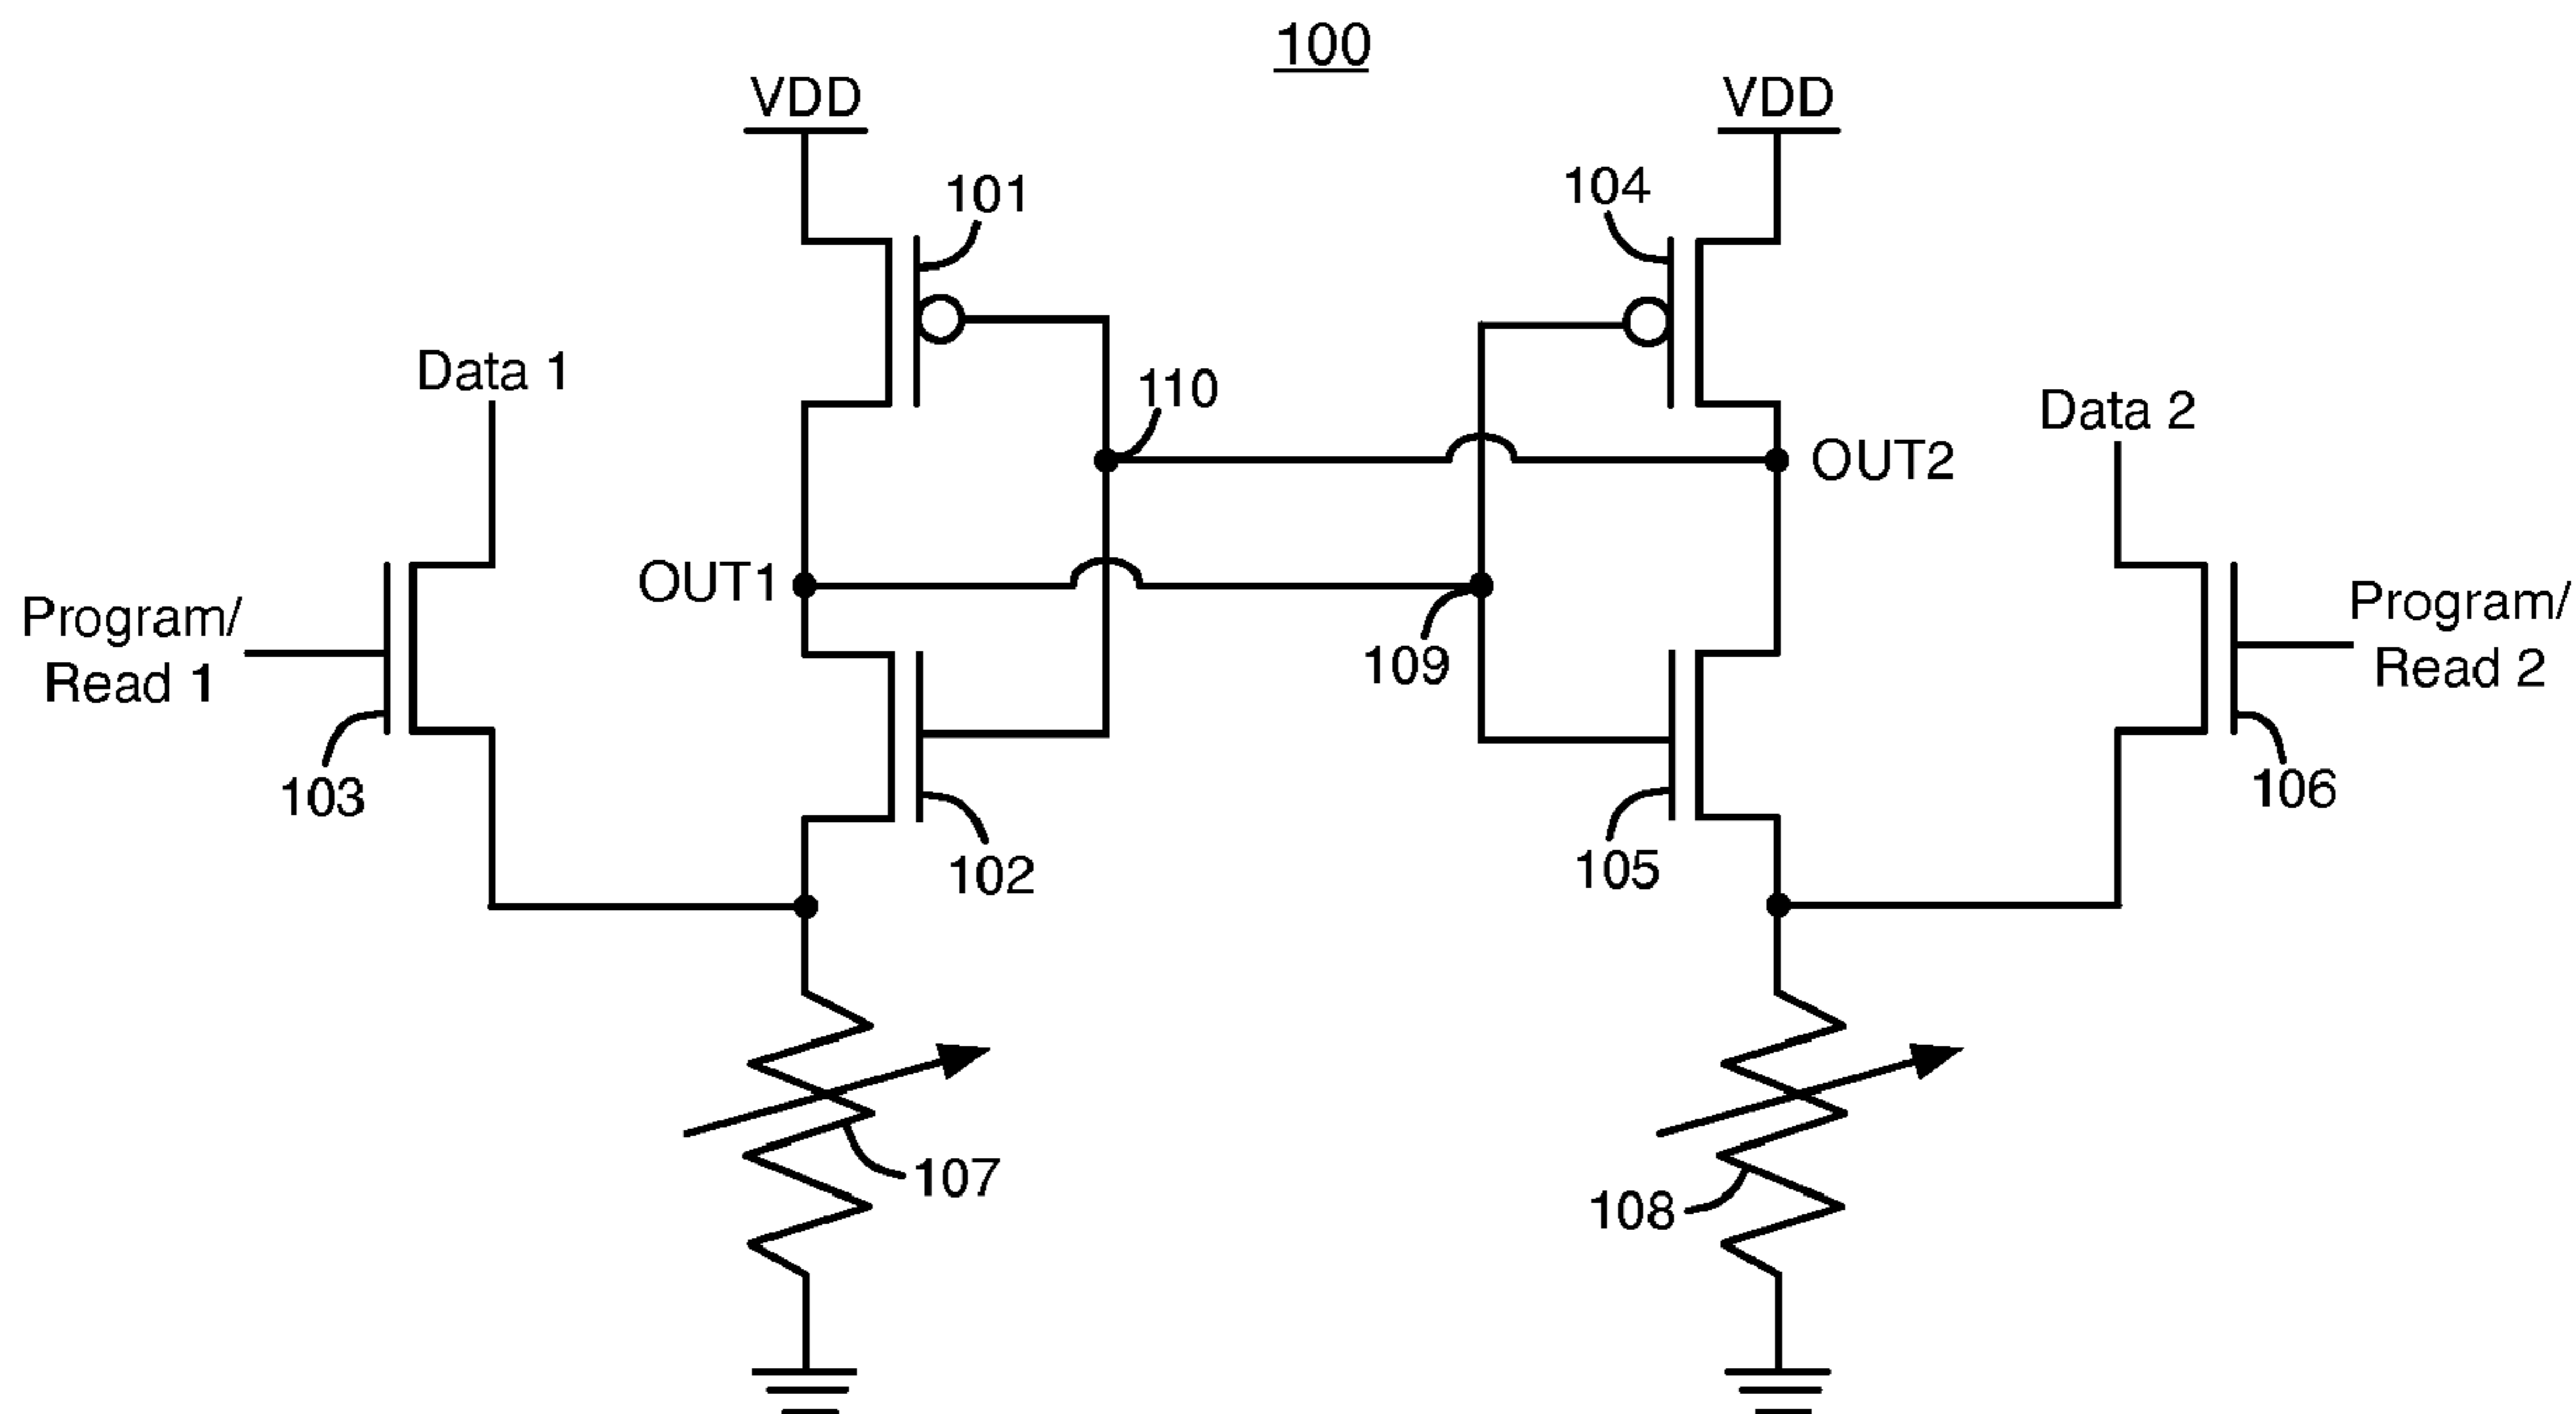 100
VDD
VDD
101
104
Data 1
110
Data 2
OUT2
OUT1
Program/
Read 1
Program/
Read 2
109
103
102
105
106
107
108